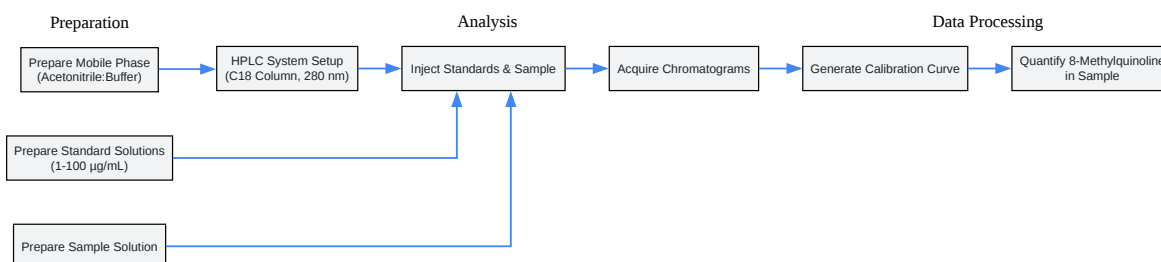 Preparation
Analysis
Data Processing
Prepare Mobile Phase
(Acetonitrile:Buffer)
HPLC System Setup
(C18 Column, 280 nm)
Inject Standards & Sample
Acquire Chromatograms
Generate Calibration Curve
Quantify 8-Methylquinoline
in Sample
Prepare Standard Solutions
(1-100 µg/mL)
Prepare Sample Solution